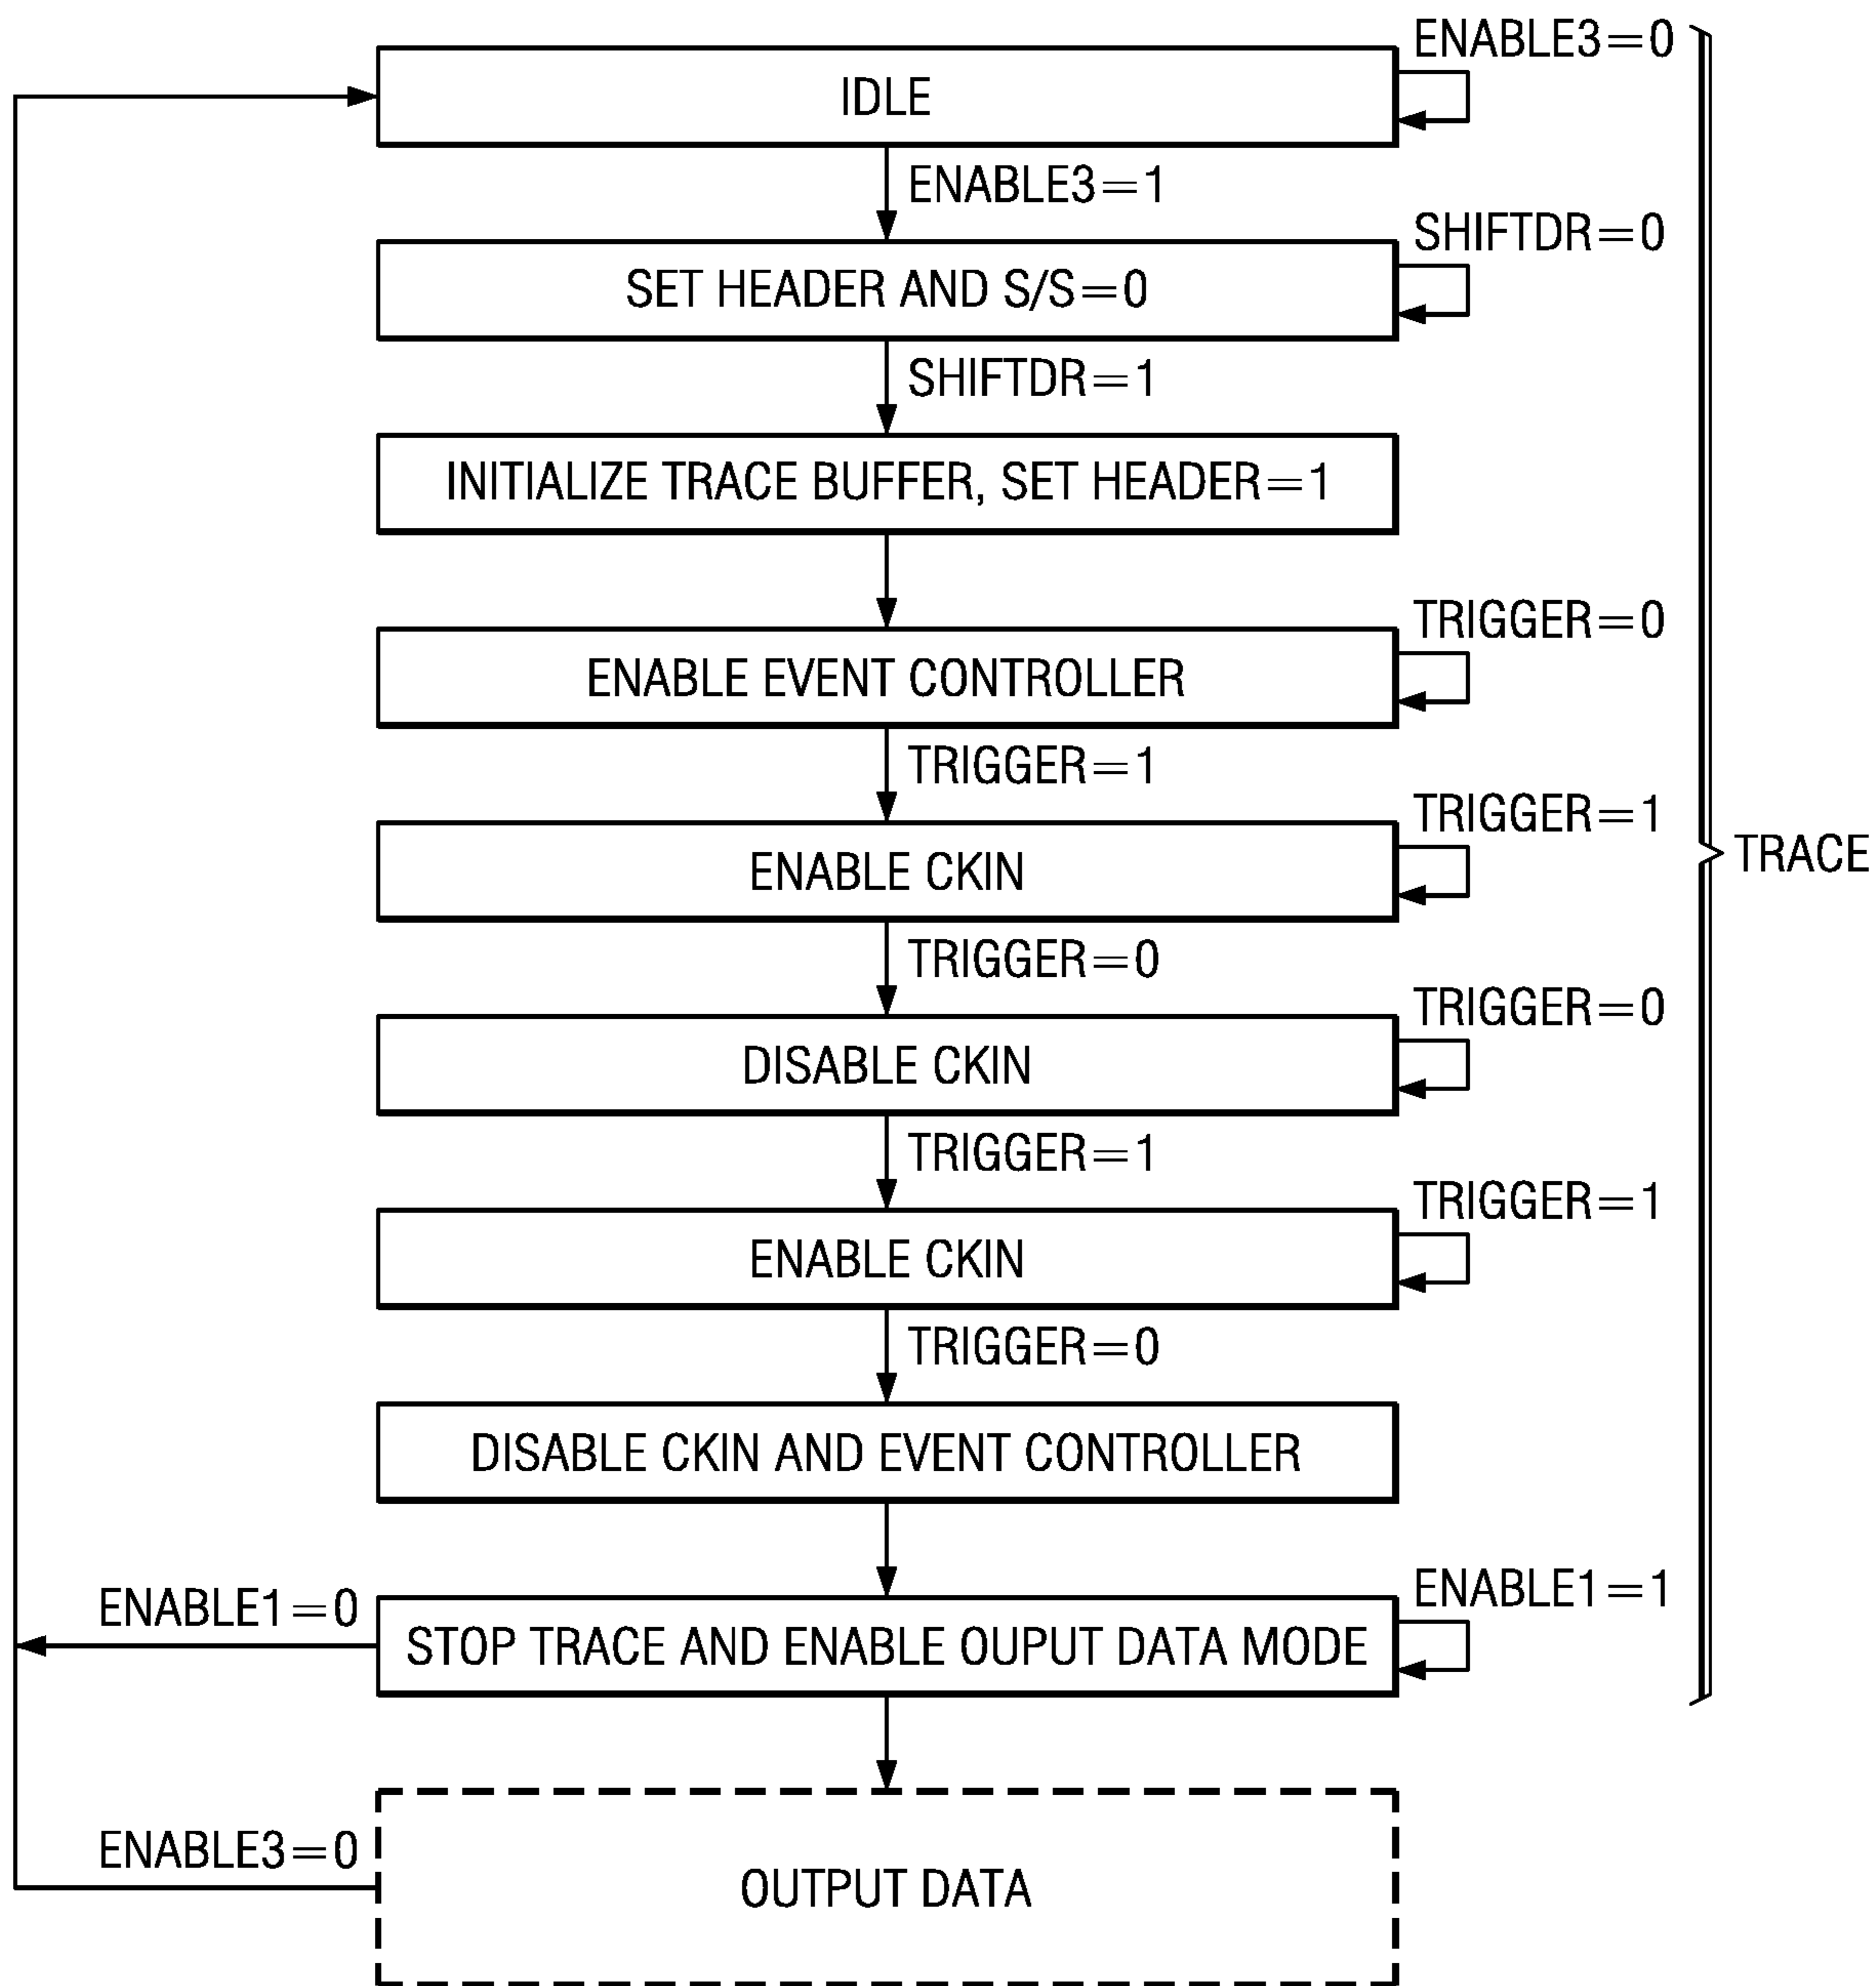 ENABLE3=0
IDLE
ENABLE3=1
SHIFTDR=0
SET HEADER AND S/S=0
SHIFTDR=1
INITIALIZE TRACE BUFFER, SET HEADER=1
TRIGGER=0
ENABLE EVENT CONTROLLER
TRIGGER=1
TRIGGER=1
ENABLE CKIN
TRACE
TRIGGER=0
TRIGGER=0
DISABLE CKIN
TRIGGER=1
TRIGGER=1
ENABLE CKIN
TRIGGER=0
DISABLE CKIN AND EVENT CONTROLLER
ENABLE1=1
ENABLE1=0
STOP TRACE AND ENABLE OUPUT DATA MODE
ENABLE3=0
OUTPUT DATA